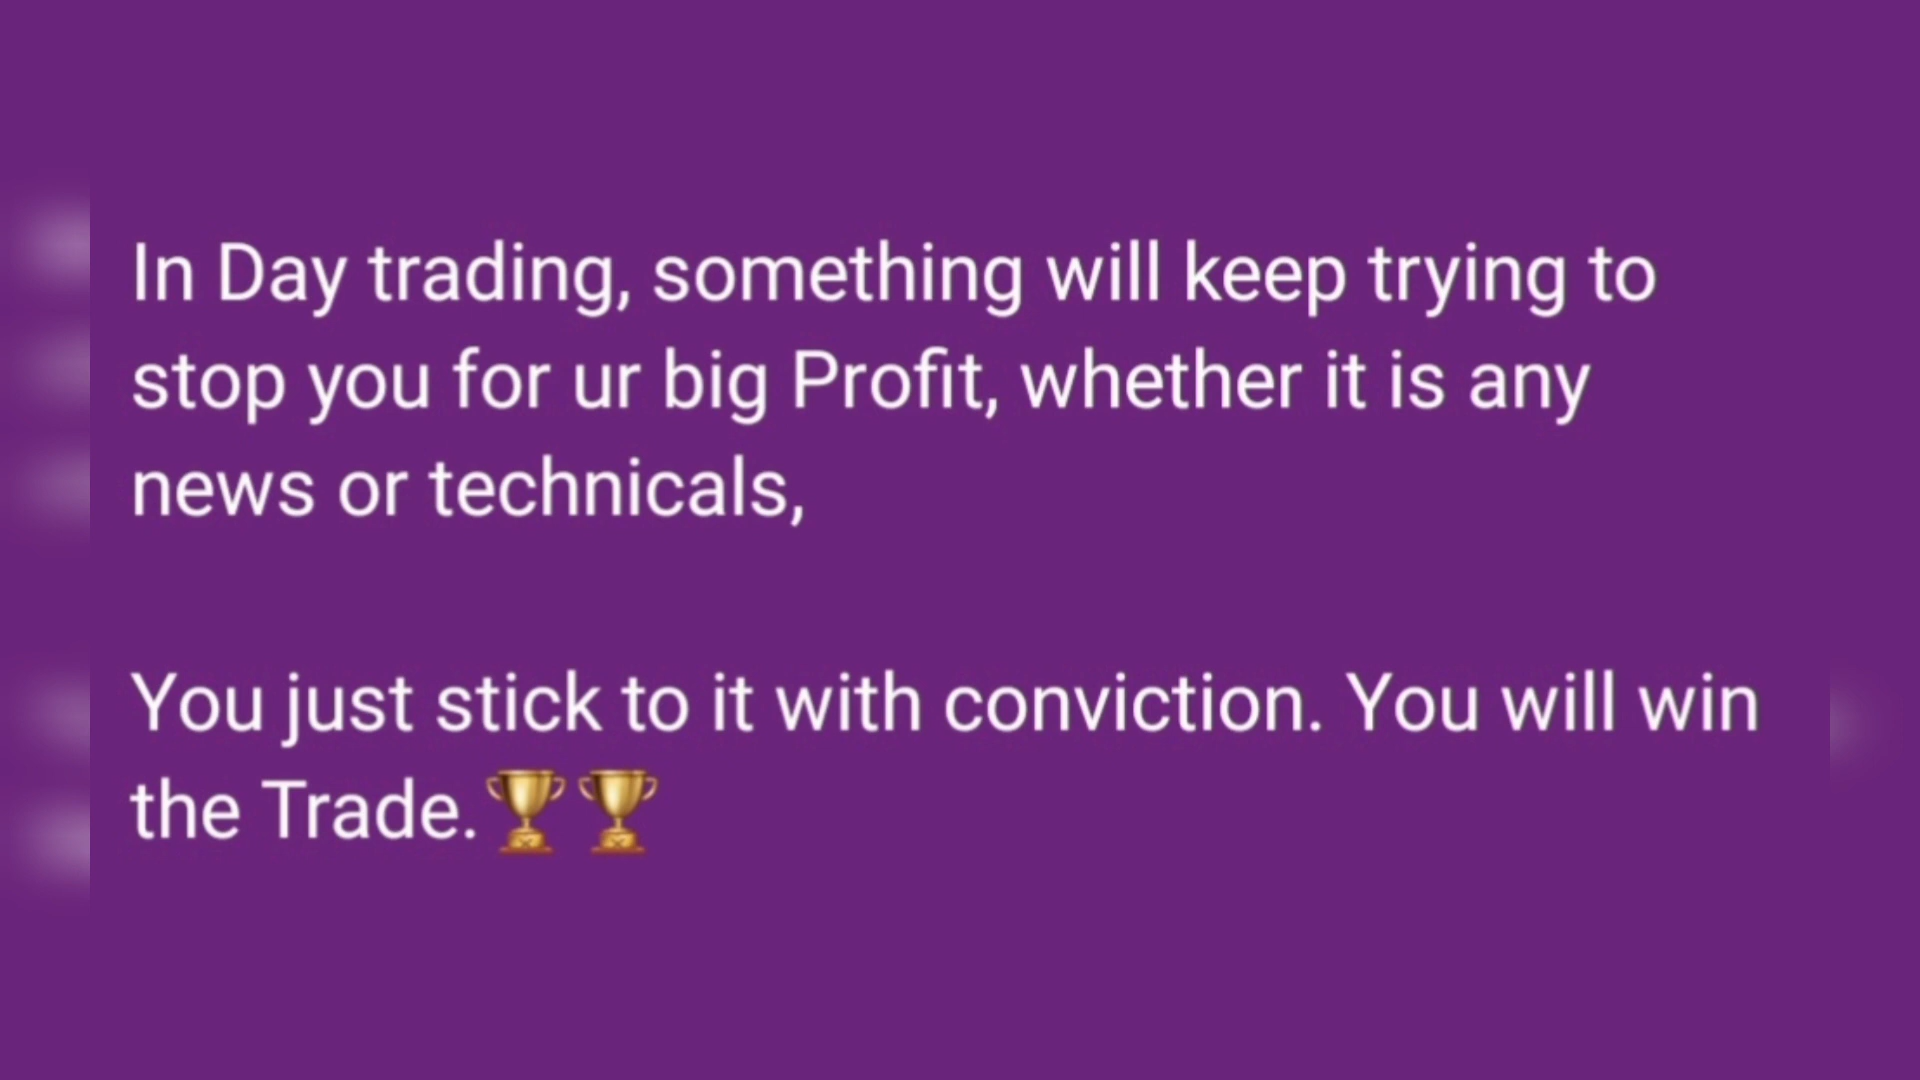 In Day trading, something will keep trying to
stop you for ur big Profit, whether it is any
news or technicals,
You just stick to it with conviction. You will win
the Trade.🏆🏆